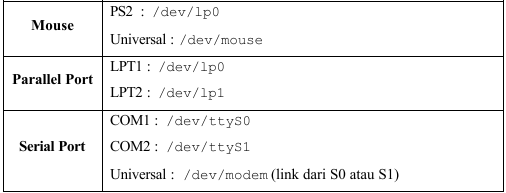 Mouse
PS2 : /dev/lp0
Universal : /dev/mouse
Parallel Port
LPT1 : /dev/lp0
LPT2 : /dev/lp1
Serial Port
COM1 : /dev/ttyS0
COM2 : /dev/ttyS1
Universal : /dev/modem (link dari S0 atau S1)